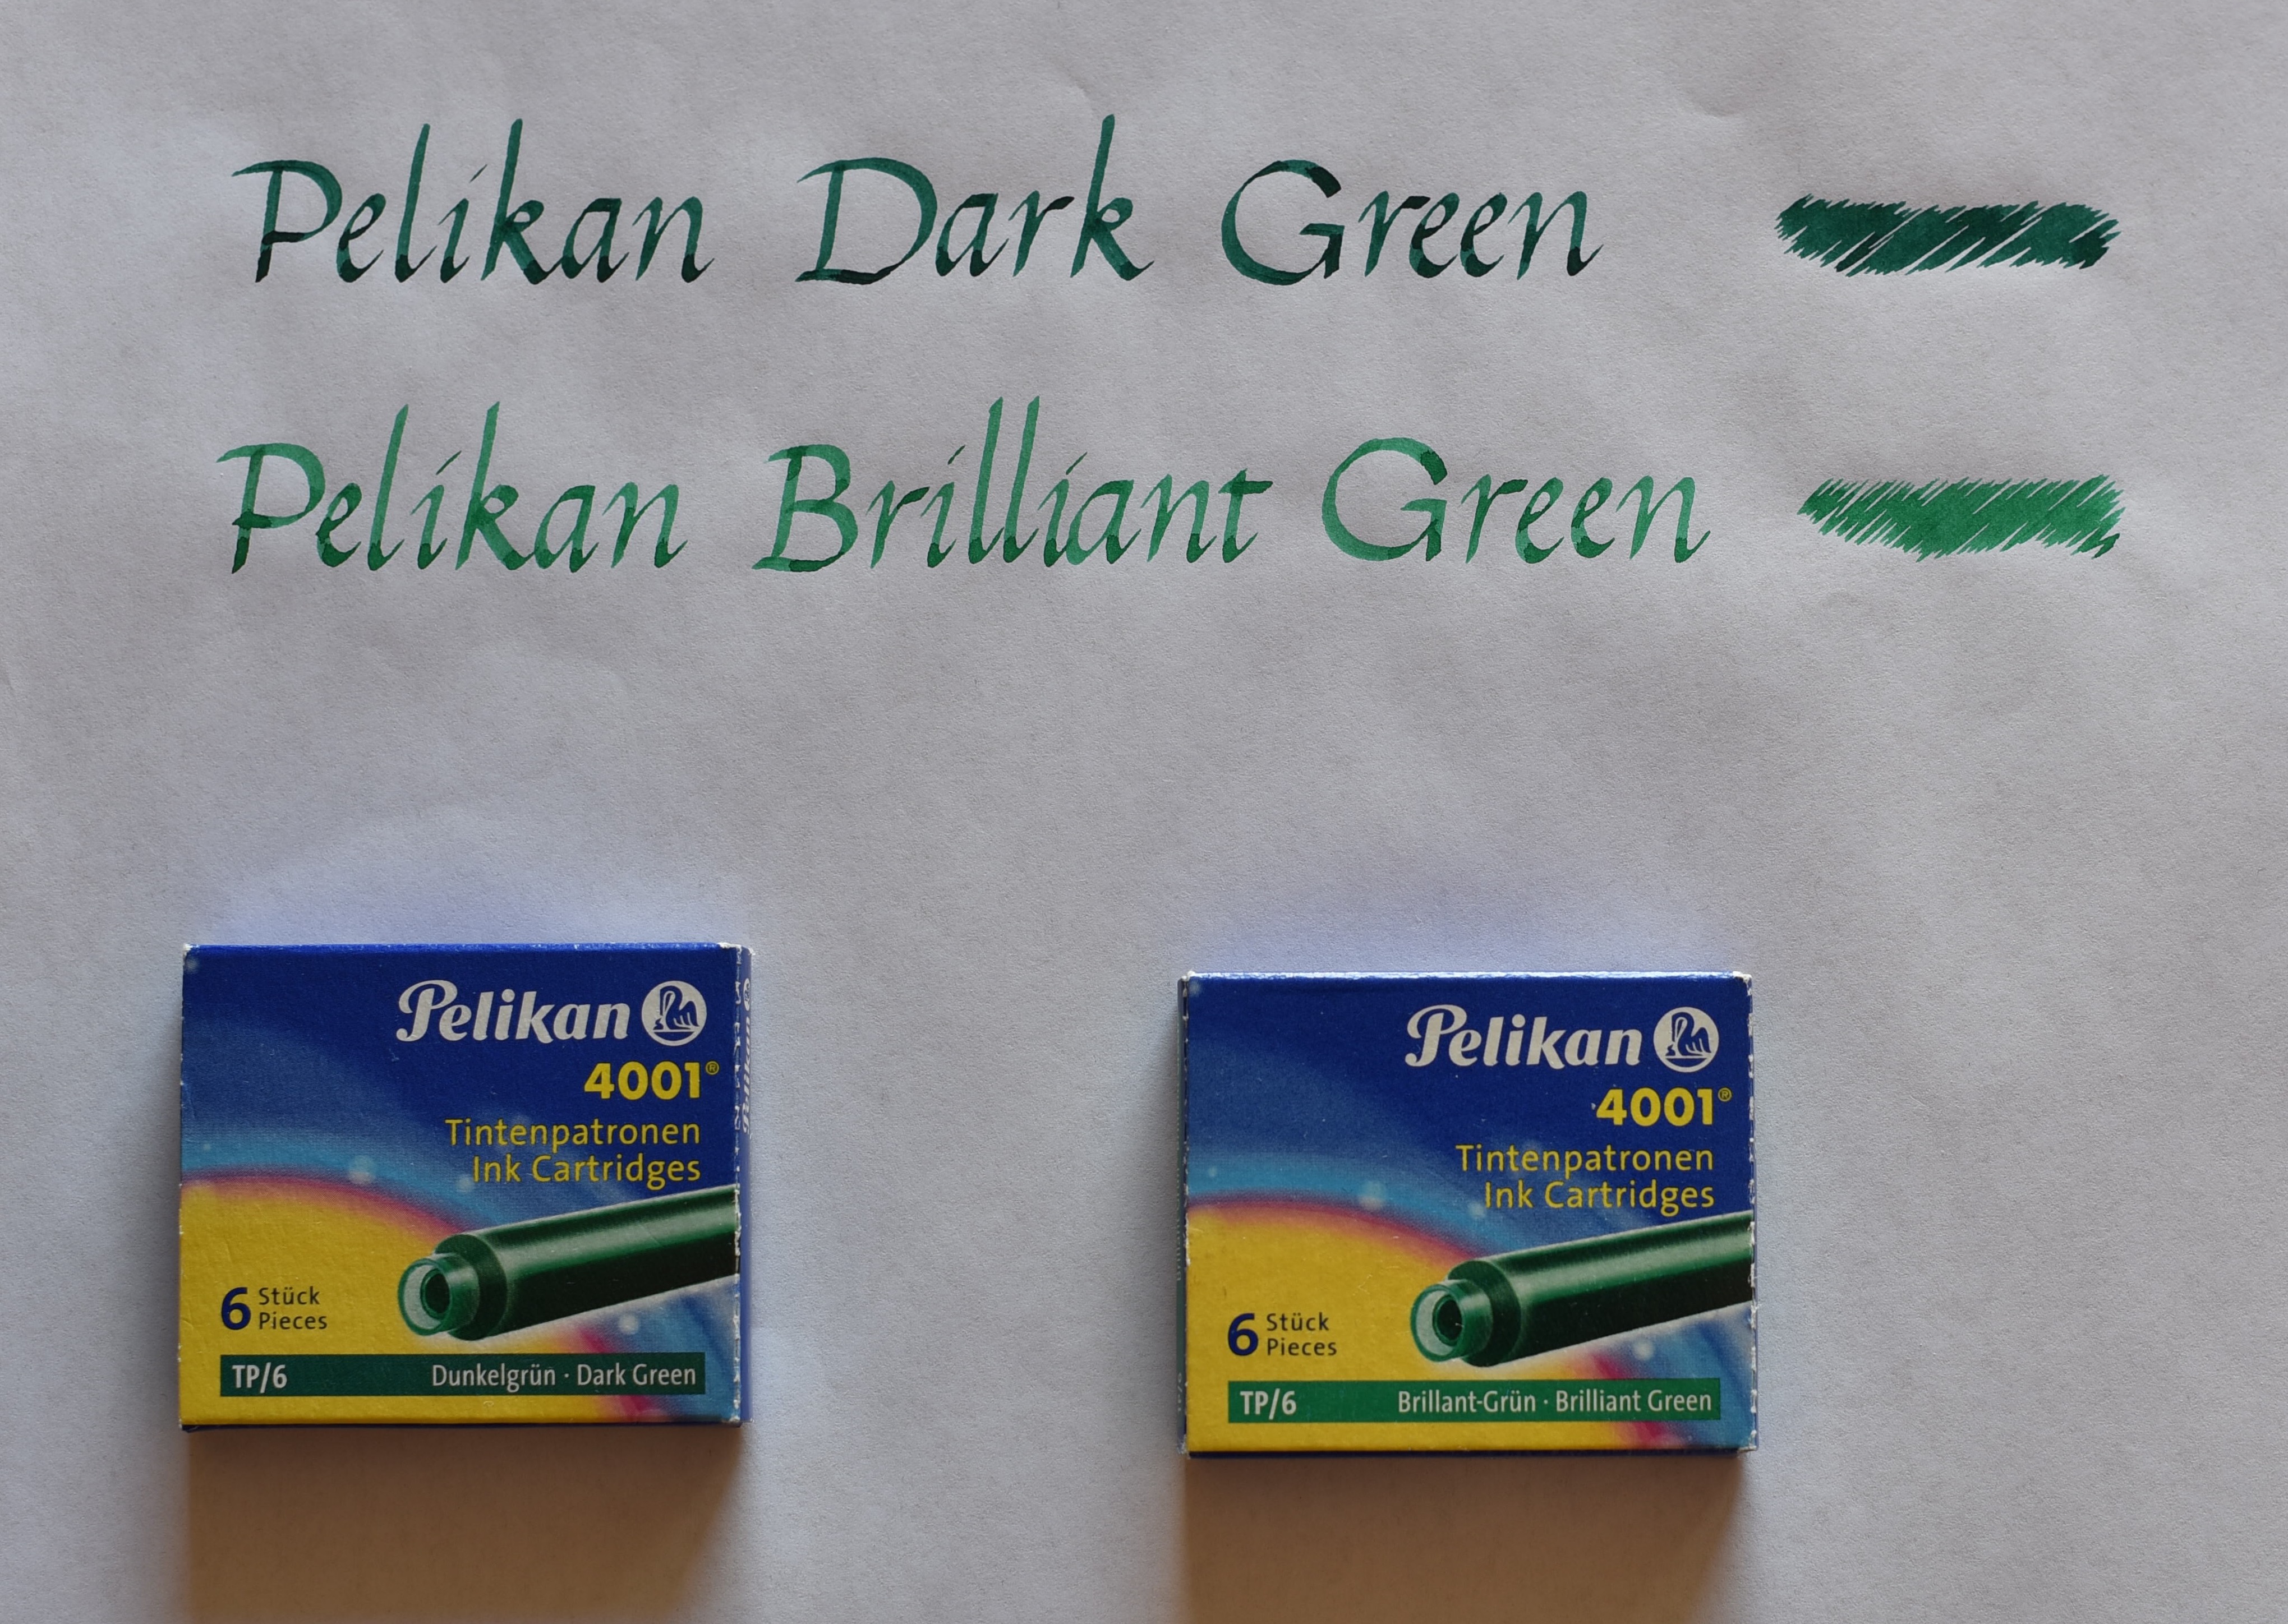 Pelikan Dark Green
Pelikan Brilliant Green
Pelikan
4001®
Tintenpatronen
Ink Cartridges
6 Stück
Pieces
TP/6 Dunkelgrün · Dark Green
Pelikan
4001®
Tintenpatronen
Ink Cartridges
6 Stück
Pieces
TP/6 Brillant-Grün · Brilliant Green